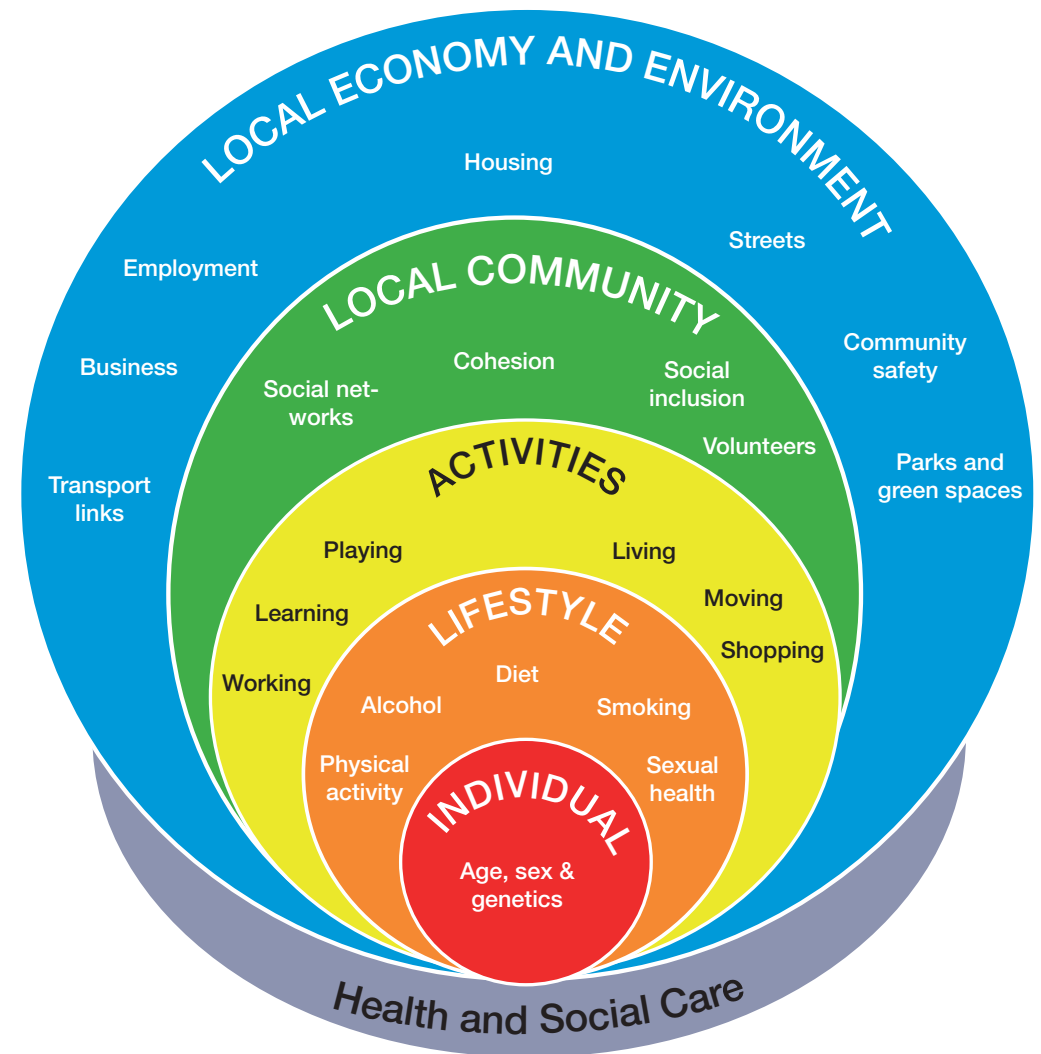 LOCAL ECONOMY AND ENVIRONMENT
Housing
Streets
Employment
Business
Community
safety
Transport
links
Parks and
green spaces
LOCAL COMMUNITY
Cohesion
Social net-
works
Social
inclusion
Volunteers
ACTIVITIES
Playing
Living
Learning
Moving
Working
Shopping
LIFESTYLE
Diet
Alcohol
Smoking
Physical
activity
Sexual
health
INDIVIDUAL
Age, sex &
genetics
Health and Social Care